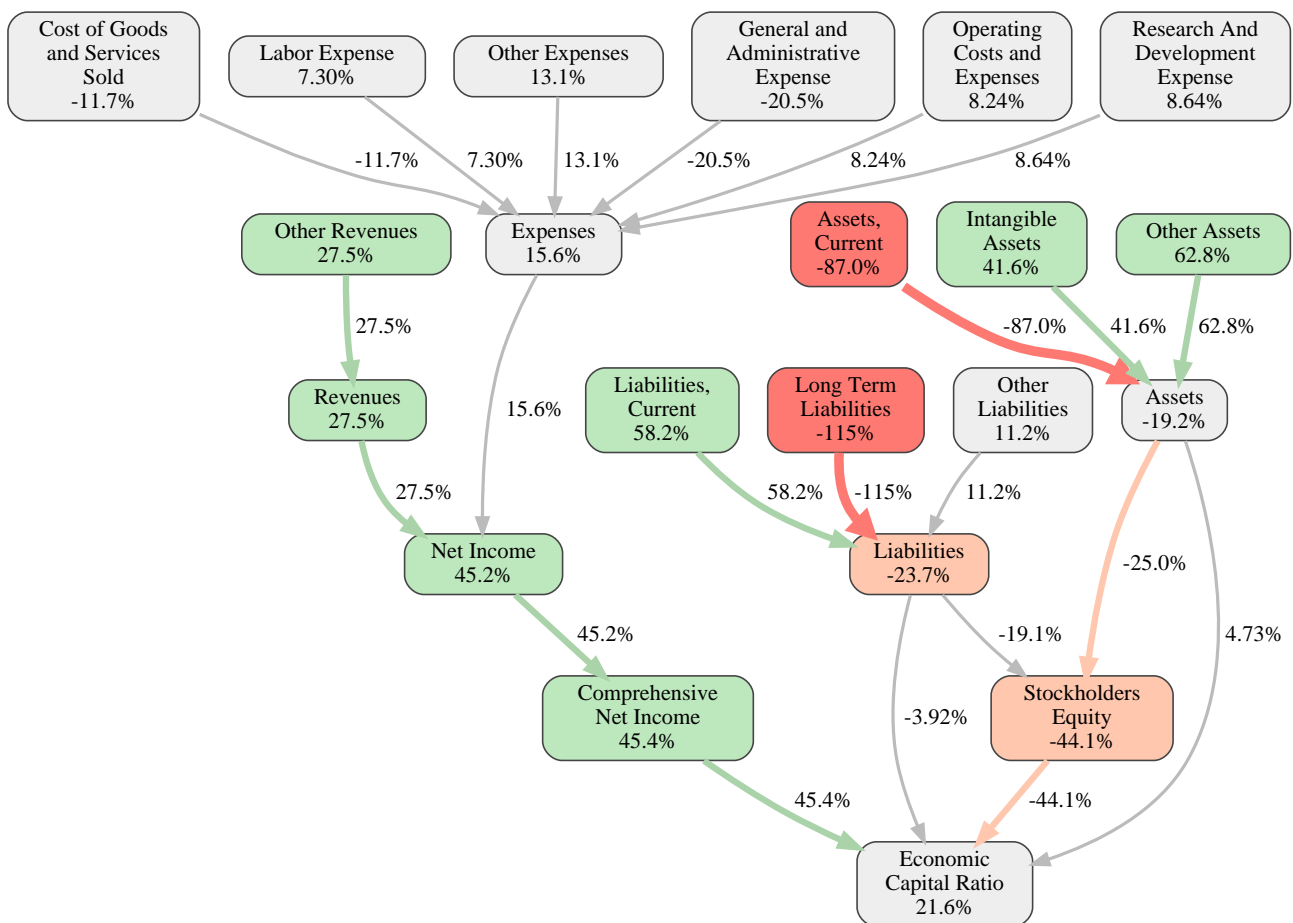 Cost of Goods
and Services
Sold
-11.7%
Labor Expense
7.30%
Other Expenses
13.1%
General and
Administrative
Expense
-20.5%
Operating
Costs and
Expenses
8.24%
Research And
Development
Expense
8.64%
-11.7%
7.30%
13.1%
-20.5%
8.24%
8.64%
Other Revenues
27.5%
Expenses
15.6%
Assets,
Current
-87.0%
Intangible
Assets
41.6%
Other Assets
62.8%
27.5%
-87.0%
41.6%
62.8%
Revenues
27.5%
15.6%
Liabilities,
Current
58.2%
Long Term
Liabilities
-115%
Other
Liabilities
11.2%
Assets
-19.2%
27.5%
58.2%
-115%
11.2%
Net Income
45.2%
Liabilities
-23.7%
-25.0%
45.2%
-19.1%
4.73%
Comprehensive
Net Income
45.4%
-3.92%
Stockholders
Equity
-44.1%
45.4%
-44.1%
Economic
Capital Ratio
21.6%